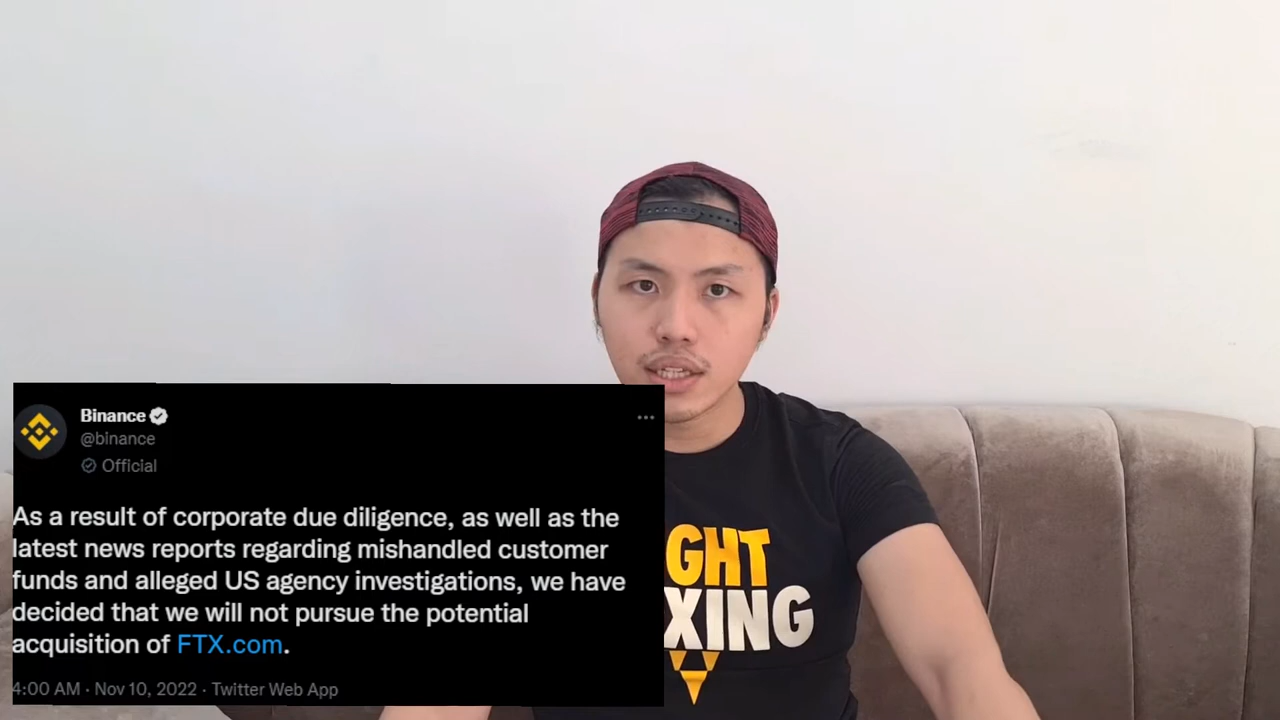 Binance
@binance
Official
As a result of corporate due diligence, as well as the
latest news reports regarding mishandled customer
funds and alleged US agency investigations, we have
decided that we will not pursue the potential
acquisition of FTX.com.
4:00 AM · Nov 10, 2022 · Twitter Web App
GHT
XING